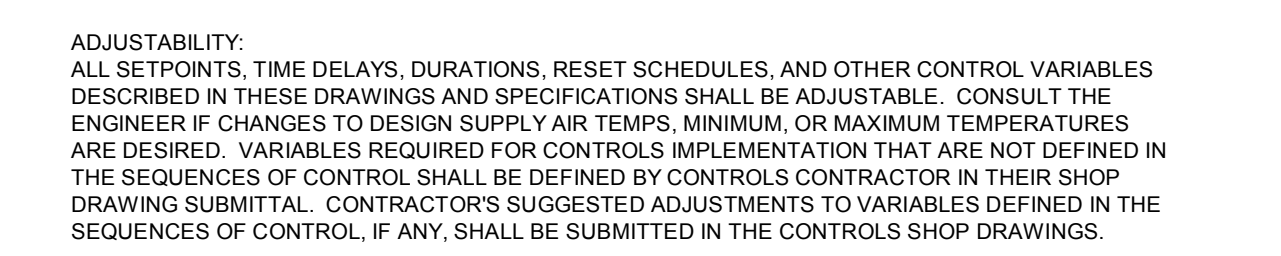 ADJUSTABILITY:
ALL SETPOINTS, TIME DELAYS, DURATIONS, RESET SCHEDULES, AND OTHER CONTROL VARIABLES
DESCRIBED IN THESE DRAWINGS AND SPECIFICATIONS SHALL BE ADJUSTABLE.  CONSULT THE
ENGINEER IF CHANGES TO DESIGN SUPPLY AIR TEMPS, MINIMUM, OR MAXIMUM TEMPERATURES
ARE DESIRED.  VARIABLES REQUIRED FOR CONTROLS IMPLEMENTATION THAT ARE NOT DEFINED IN
THE SEQUENCES OF CONTROL SHALL BE DEFINED BY CONTROLS CONTRACTOR IN THEIR SHOP
DRAWING SUBMITTAL.  CONTRACTOR'S SUGGESTED ADJUSTMENTS TO VARIABLES DEFINED IN THE
SEQUENCES OF CONTROL, IF ANY, SHALL BE SUBMITTED IN THE CONTROLS SHOP DRAWINGS.